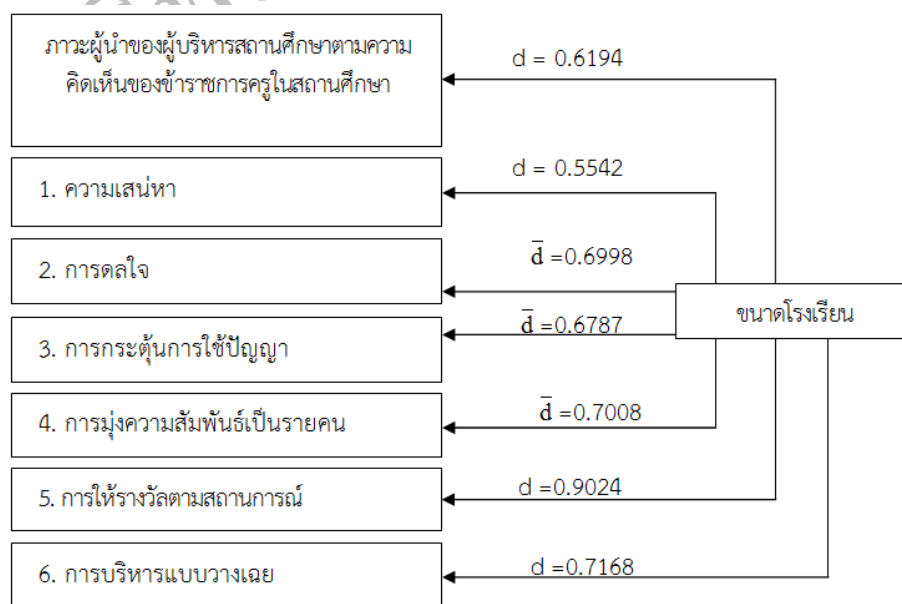 ภาวะผู้นำของผู้บริหารสถานศึกษาตามความ
คิดเห็นของข้าราชการครูในสถานศึกษา
d = 0.6194
1. ความเสน่หา
d = 0.5542
2. การดลใจ
d̅ =0.6998
ขนาดโรงเรียน
3. การกระตุ้นการใช้ปัญญา
d̅ =0.6787
4. การมุ่งความสัมพันธ์เป็นรายคน
d̅ =0.7008
5. การให้รางวัลตามสถานการณ์
d =0.9024
6. การบริหารแบบวางเฉย
d =0.7168